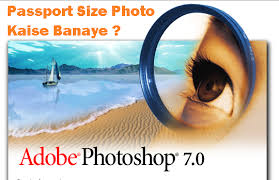 Passport Size Photo
Kaise Banaye ?
Adobe® Photoshop® 7.0